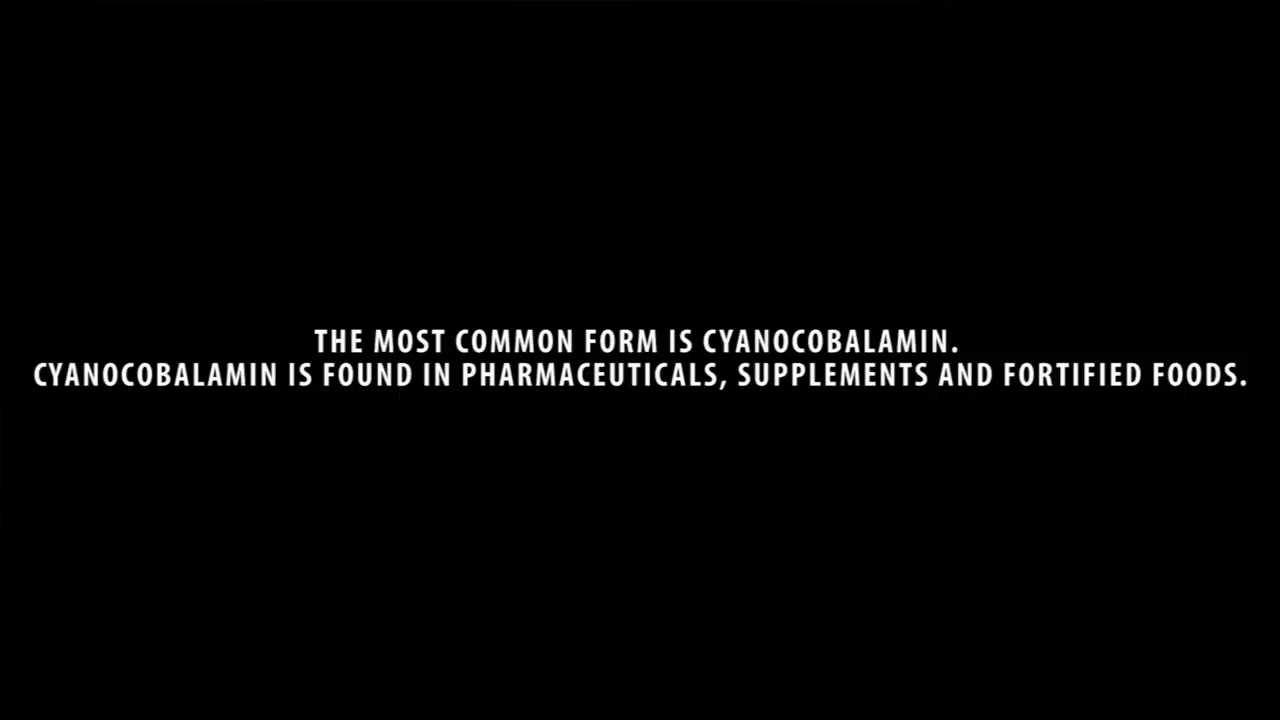 THE MOST COMMON FORM IS CYANOCOBALAMIN.
CYANOCOBALAMIN IS FOUND IN PHARMACEUTICALS, SUPPLEMENTS AND FORTIFIED FOODS.